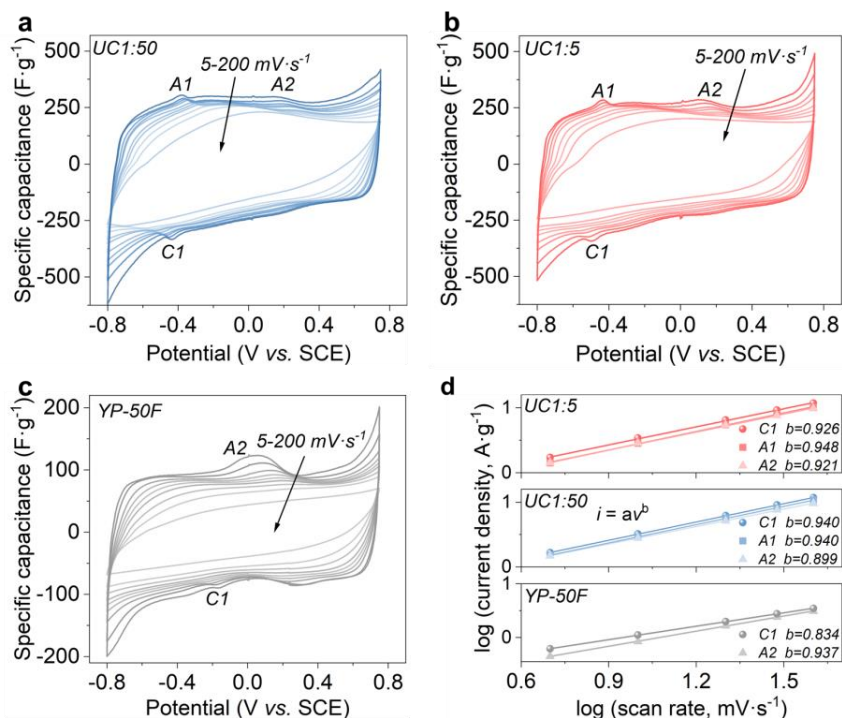 a
UC1:50
5-200 mV·s⁻¹
A1
A2
C1
500
250
0
-250
-500
-0.8 -0.4 0.0 0.4 0.8
Specific capacitance (F·g⁻¹)
Potential (V vs. SCE)
b
UC1:5
5-200 mV·s⁻¹
A1
A2
C1
500
250
0
-250
-500
-0.8 -0.4 0.0 0.4 0.8
Specific capacitance (F·g⁻¹)
Potential (V vs. SCE)
c
YP-50F
A2
5-200 mV·s⁻¹
C1
200
100
0
-100
-200
-0.8 -0.4 0.0 0.4 0.8
Specific capacitance (F·g⁻¹)
Potential (V vs. SCE)
d
UC1:5
C1 b=0.926
A1 b=0.948
A2 b=0.921
1
0
UC1:50
i = avᵇ
C1 b=0.940
A1 b=0.940
A2 b=0.899
1
0
YP-50F
C1 b=0.834
A2 b=0.937
0
0.6 0.9 1.2 1.5
log (current density, A·g⁻¹)
log (scan rate, mV·s⁻¹)